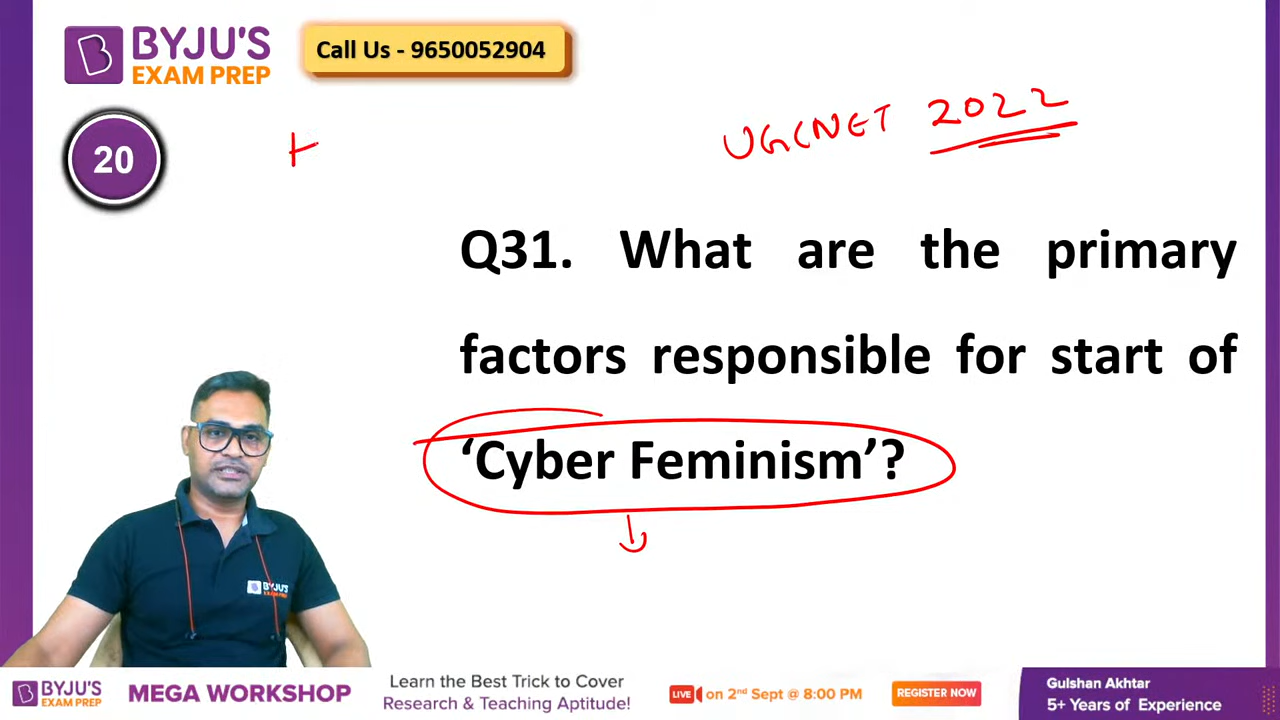 BYJU'S
EXAM PREP
Call Us - 9650052904
20
UGCNET 2022
Q31. What are the primary
factors responsible for start of
‘Cyber Feminism’?
BYJU'S
BYJU'S
EXAM PREP
MEGA WORKSHOP
Learn the Best Trick to Cover
Research & Teaching Aptitude!
LIVE on 2nd Sept @ 8:00 PM
REGISTER NOW
Gulshan Akhtar
5+ Years of Experience